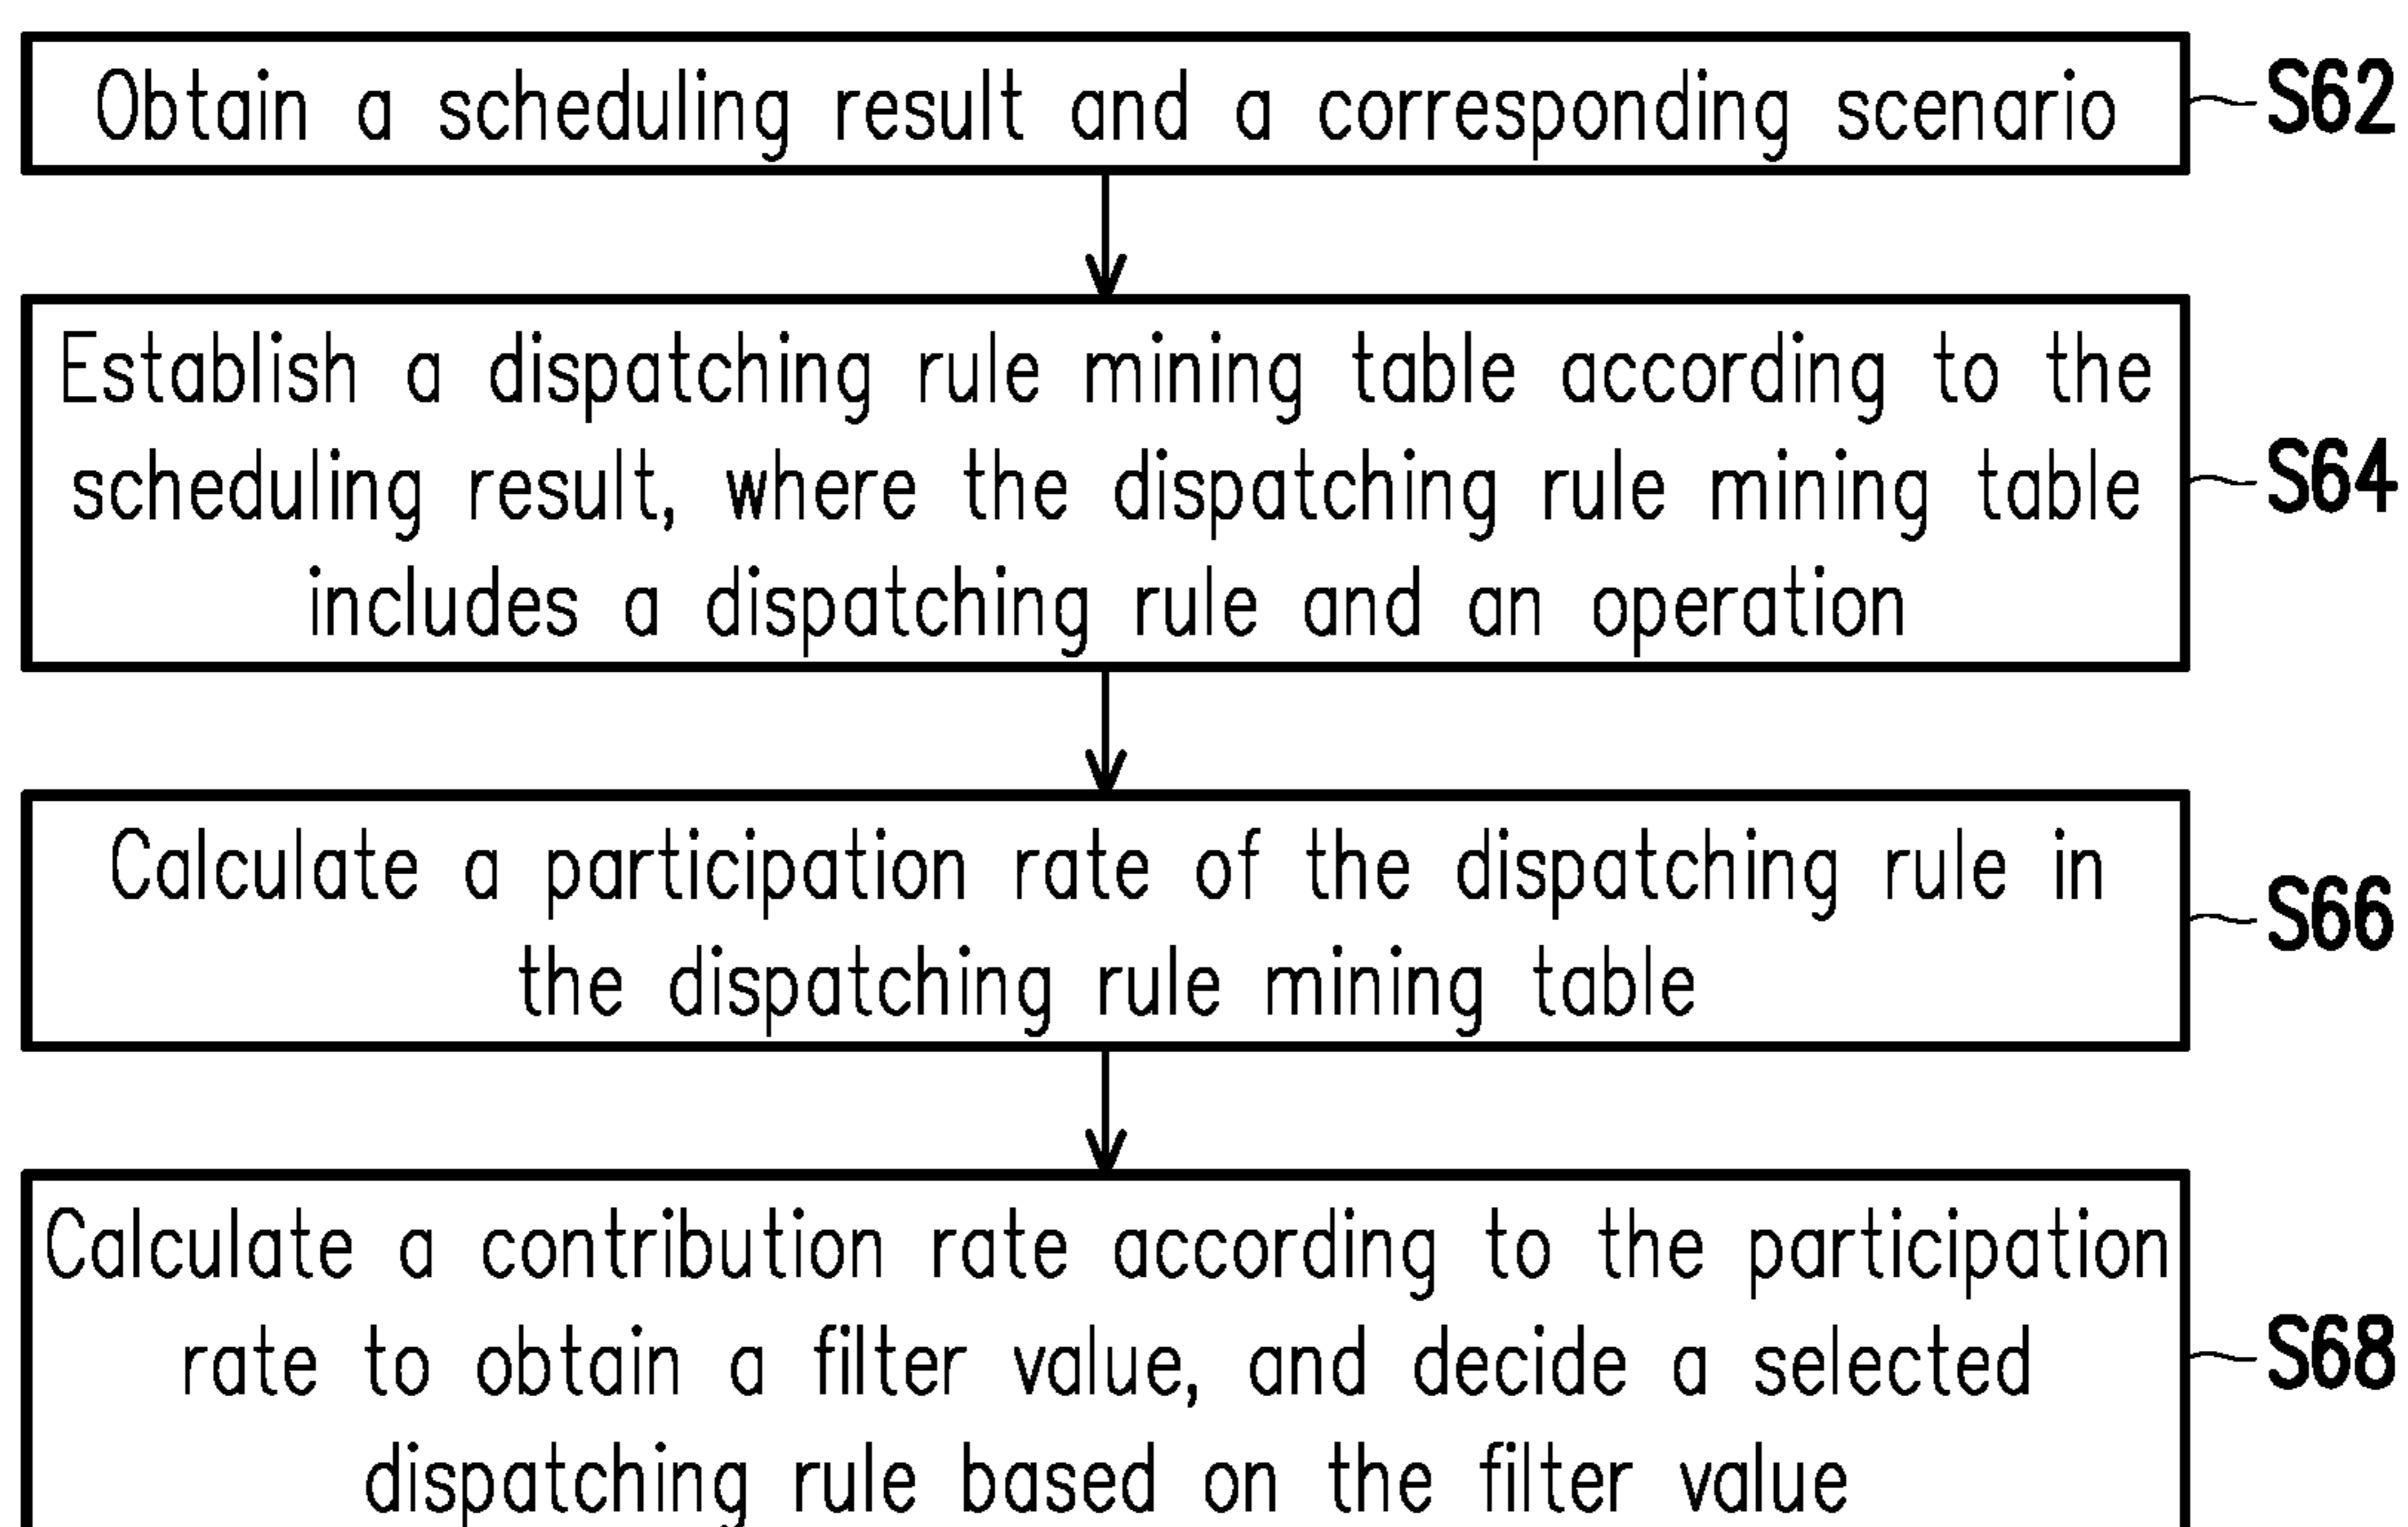 Obtain a scheduling result and a corresponding scenario
S62
Establish a dispatching rule mining table according to the
scheduling result, where the dispatching rule mining table
includes a dispatching rule and an operation
S64
Calculate a participation rate of the dispatching rule in
the dispatching rule mining table
S66
Calculate a contribution rate according to the participation
rate to obtain a filter value, and decide a selected
dispatching rule based on the filter value
S68